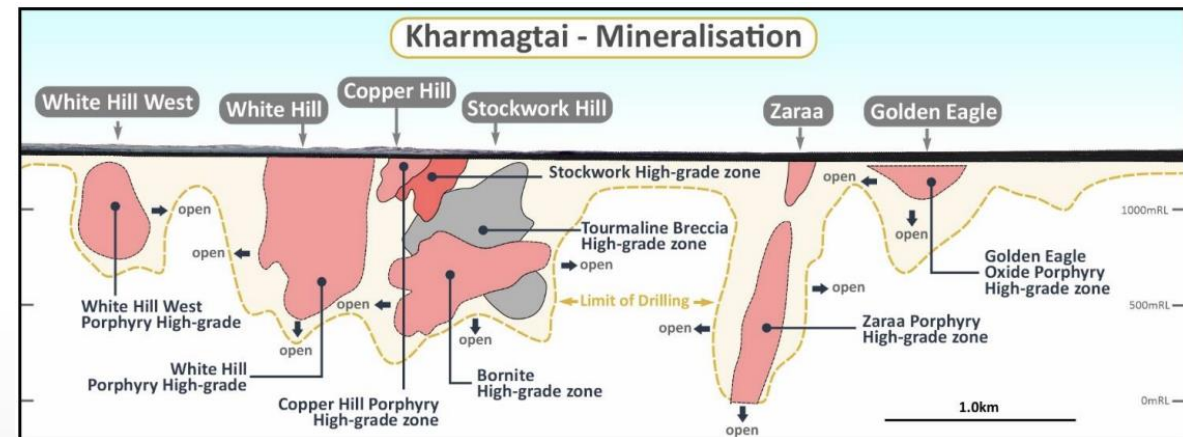 Kharmagtai - Mineralisation
White Hill West
White Hill
Copper Hill
Stockwork Hill
Zaraa
Golden Eagle
Stockwork High-grade zone
open
open
open
Tourmaline Breccia
High-grade zone
open
1000mRL
open
open
Golden Eagle
Oxide Porphyry
High-grade zone
White Hill West
Porphyry High-grade
open
Limit of Drilling
open
500mRL
open
Zaraa Porphyry
High-grade zone
open
open
White Hill
Porphyry High-grade
Bornite
High-grade zone
Copper Hill Porphyry
High-grade zone
open
1.0km
0mRL